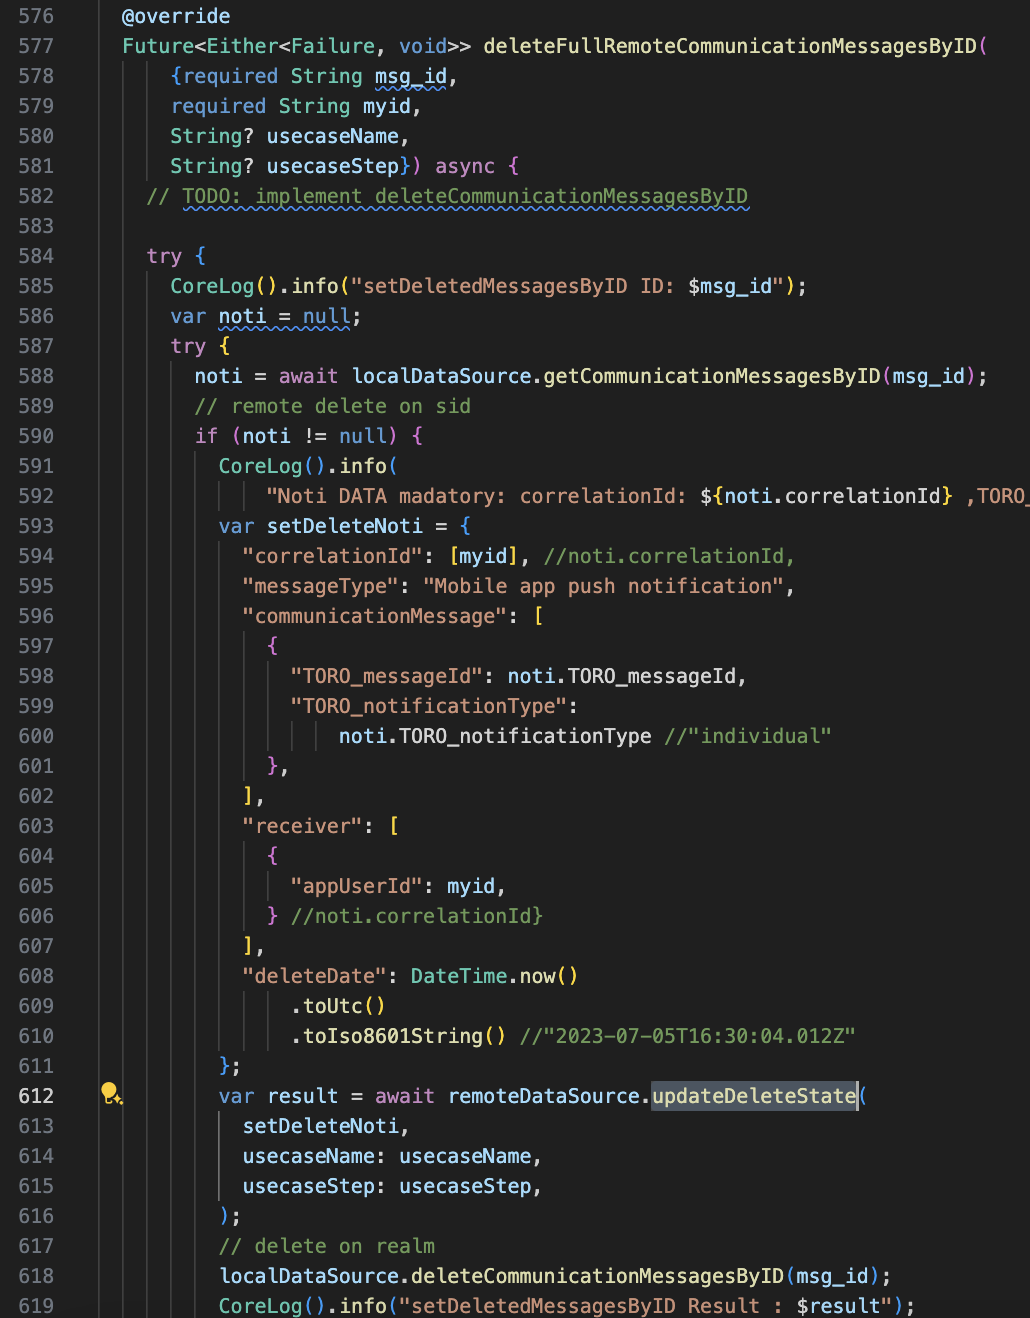 576 @override
577 Future<Either<Failure, void>> deleteFullRemoteCommunicationMessagesByID(
578 {required String msg_id,
579 required String myid,
580 String? usecaseName,
581 String? usecaseStep}) async {
582 // TODO: implement deleteCommunicationMessagesByID
583
584 try {
585 CoreLog().info("setDeletedMessagesByID ID: $msg_id");
586 var noti = null;
587 try {
588 noti = await localDataSource.getCommunicationMessagesByID(msg_id);
589 // remote delete on sid
590 if (noti != null) {
591 CoreLog().info(
592 "Noti DATA madatory: correlationId: ${noti.correlationId} ,TORO_
593 var setDeleteNoti = {
594 "correlationId": [myid], //noti.correlationId,
595 "messageType": "Mobile app push notification",
596 "communicationMessage": [
597 {
598 "TORO_messageId": noti.TORO_messageId,
599 "TORO_notificationType":
600 noti.TORO_notificationType //"individual"
601 },
602 ],
603 "receiver": [
604 {
605 "appUserId": myid,
606 } //noti.correlationId}
607 ],
608 "deleteDate": DateTime.now()
609 .toUtc()
610 .toIso8601String() //"2023-07-05T16:30:04.012Z"
611 };
612 var result = await remoteDataSource.updateDeleteState(
613 setDeleteNoti,
614 usecaseName: usecaseName,
615 usecaseStep: usecaseStep,
616 );
617 // delete on realm
618 localDataSource.deleteCommunicationMessagesByID(msg_id);
619 CoreLog().info("setDeletedMessagesByID Result : $result");